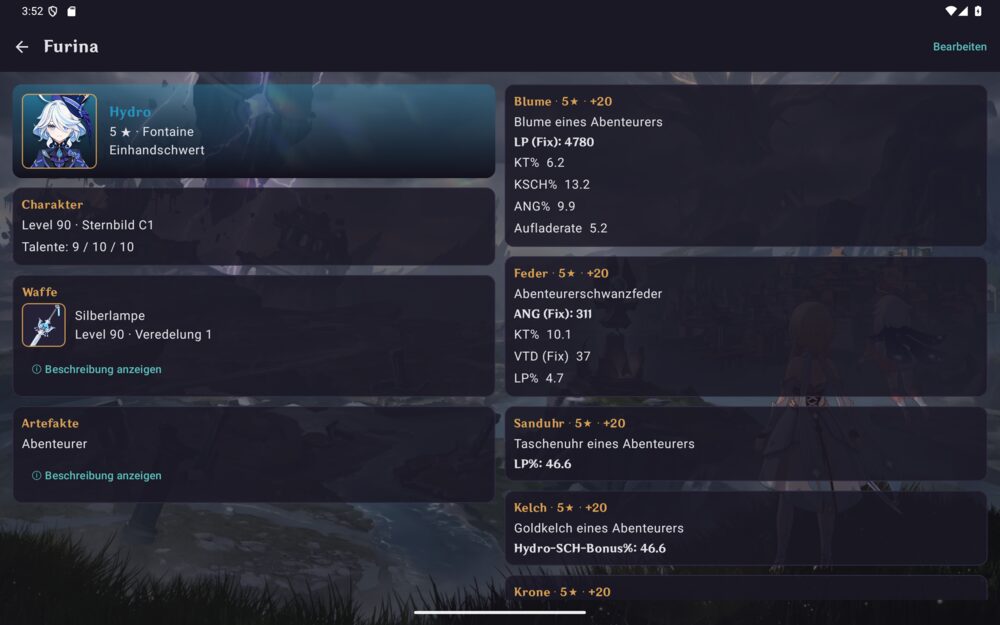 3:52
Furina
Bearbeiten
Hydro
5 ★ · Fontaine
Einhandschwert
Charakter
Level 90 · Sternbild C1
Talente: 9 / 10 / 10
Waffe
Silberlampe
Level 90 · Veredelung 1
ⓘ Beschreibung anzeigen
Artefakte
Abenteurer
ⓘ Beschreibung anzeigen
Blume · 5★ · +20
Blume eines Abenteurers
LP (Fix): 4780
KT% 6.2
KSCH% 13.2
ANG% 9.9
Aufladerate 5.2
Feder · 5★ · +20
Abenteurerschwanzfeder
ANG (Fix): 311
KT% 10.1
VTD (Fix) 37
LP% 4.7
Sanduhr · 5★ · +20
Taschenuhr eines Abenteurers
LP%: 46.6
Kelch · 5★ · +20
Goldkelch eines Abenteurers
Hydro-SCH-Bonus%: 46.6
Krone · 5★ · +20